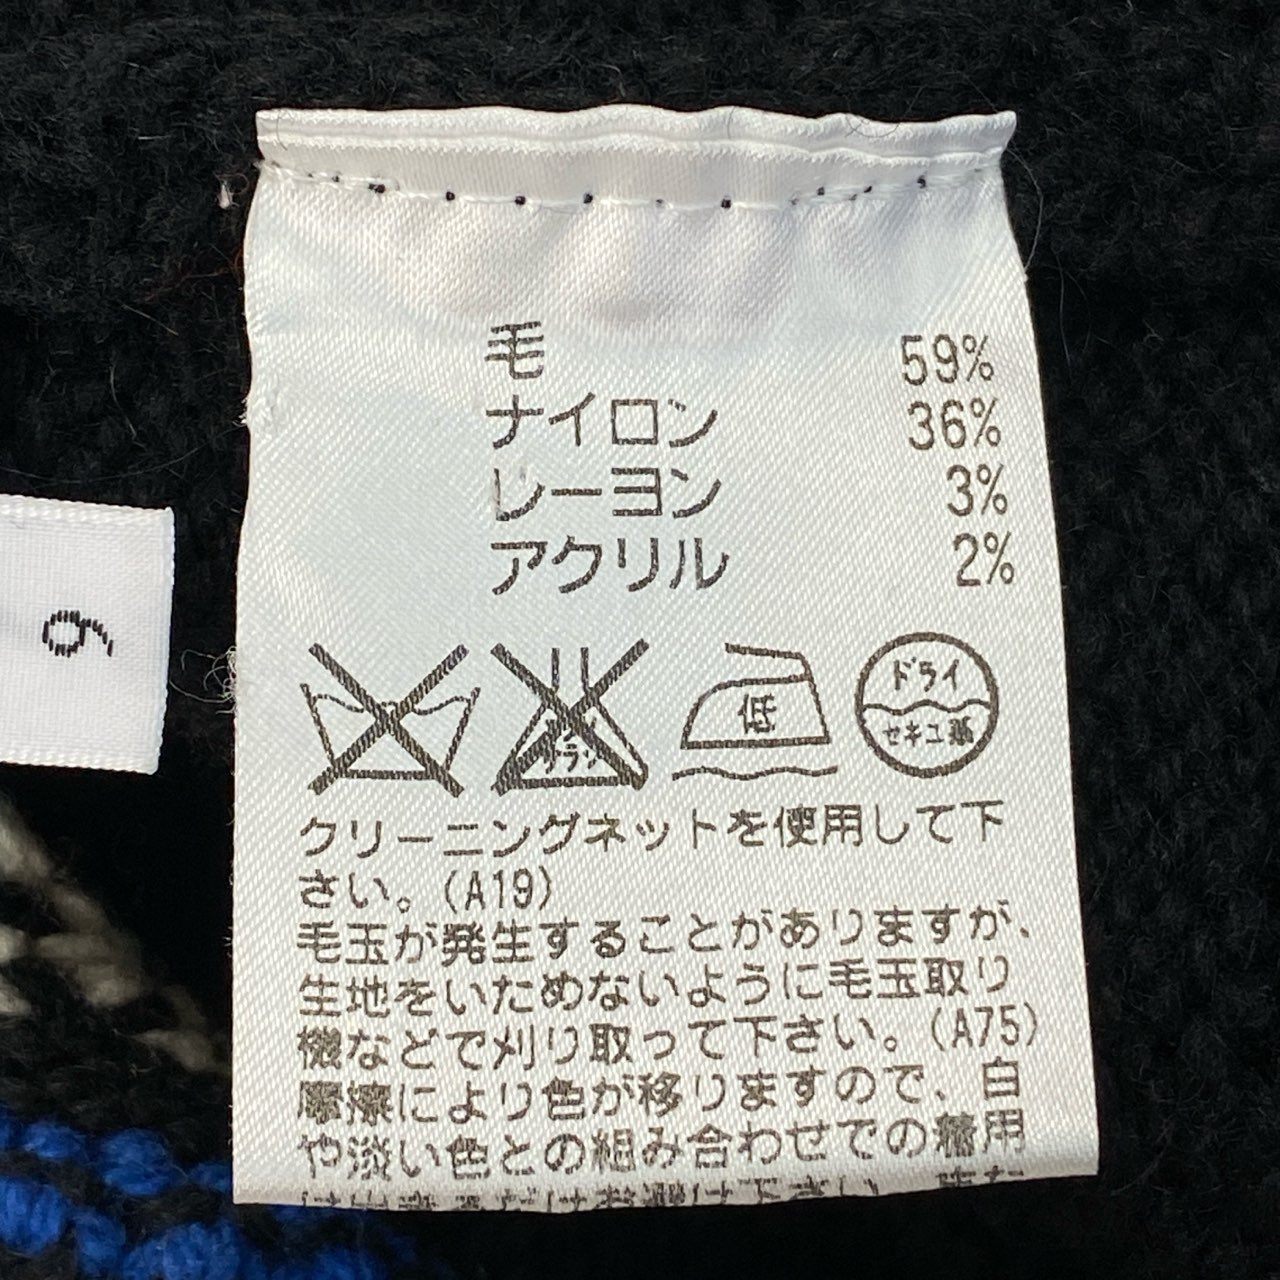 毛 59%
ナイロン 36%
レーヨン 3%
アクリル 2%
エンソ
サラシ
低
ドライ
セキユ系
クリーニングネットを使用して下
さい。(A19)
毛玉が発生することがありますが、
生地をいためないように毛玉取り
機などで刈り取って下さい。(A75)
摩擦により色が移りますので、白
や淡い色との組み合わせでの着用
9